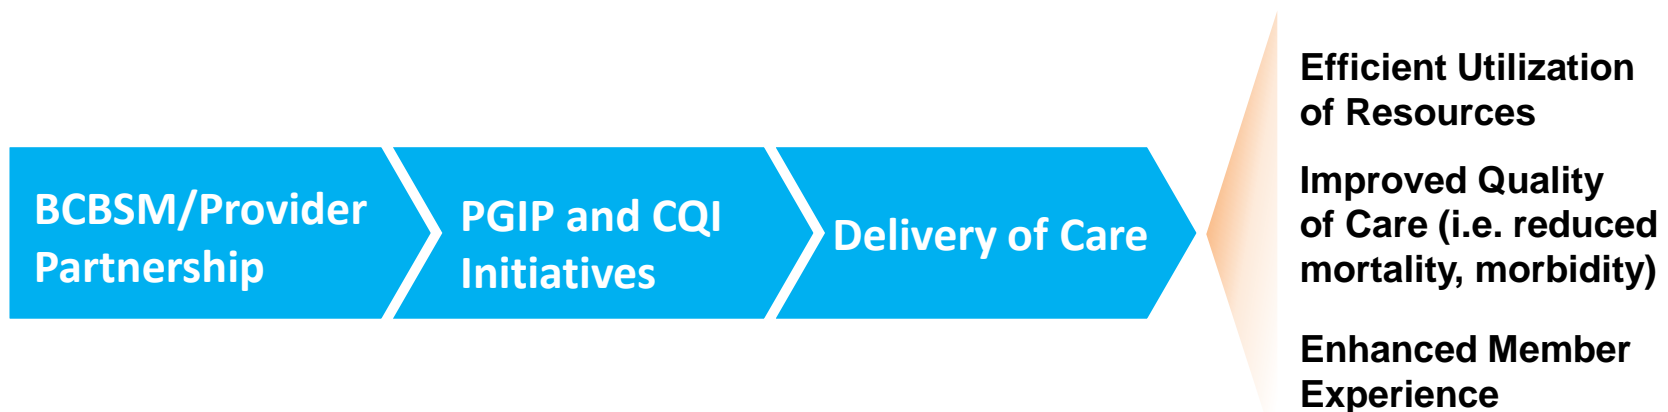 BCBSM/Provider
Partnership
PGIP and CQI
Initiatives
Delivery of Care
Efficient Utilization
of Resources
Improved Quality
of Care (i.e. reduced
mortality, morbidity)
Enhanced Member
Experience